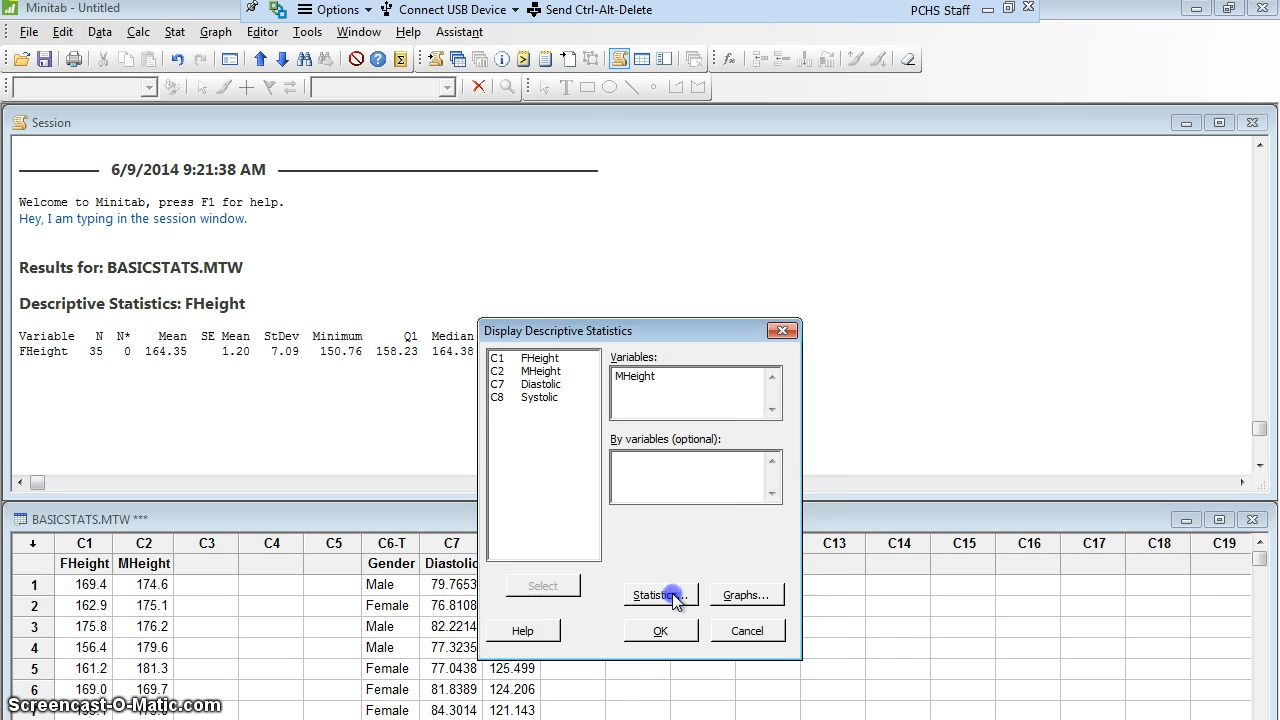 Minitab - Untitled
Options
Connect USB Device
Send Ctrl-Alt-Delete
PCHS Staff
File Edit Data Calc Stat Graph Editor Tools Window Help Assistant
Session
6/9/2014 9:21:38 AM
Welcome to Minitab, press F1 for help.
Hey, I am typing in the session window.
Results for: BASICSTATS.MTW
Descriptive Statistics: FHeight
Variable N N* Mean SE Mean StDev Minimum Q1 Median
FHeight 35 0 164.35 1.20 7.09 150.76 158.23 164.38
Display Descriptive Statistics
C1 FHeight
C2 MHeight
C7 Diastolic
C8 Systolic
Variables:
MHeight
By variables (optional):
Select
Statistics...
Graphs...
Help
OK
Cancel
BASICSTATS.MTW ***
C1 C2 C3 C4 C5 C6-T C7 C13 C14 C15 C16 C17 C18 C19
FHeight MHeight Gender Diastolic
1 169.4 174.6 Male 79.7653
2 162.9 175.1 Female 76.8108
3 175.8 176.2 Male 82.2214
4 156.4 179.6 Male 77.3235
5 161.2 181.3 Female 77.0438 125.499
6 169.0 169.7 Female 81.8389 124.206
Female 84.3014 121.143
Screencast-O-Matic.com